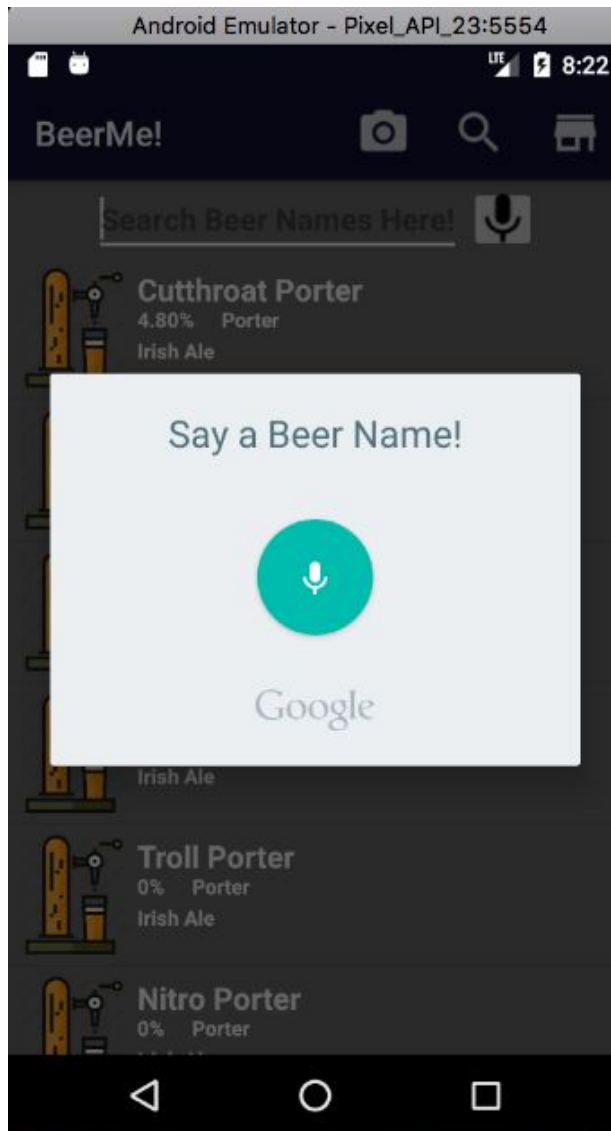 Android Emulator - Pixel_API_23:5554
LTE 8:22
BeerMe!
Search Beer Names Here!
Cutthroat Porter
4.80% Porter
Irish Ale
Say a Beer Name!
Google
Irish Ale
Troll Porter
0% Porter
Irish Ale
Nitro Porter
0% Porter